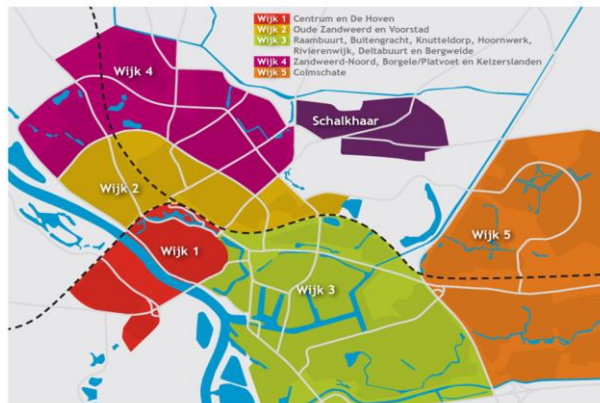 Wijk 1 Centrum en De Hoven
Wijk 2 Oude Zandweerd en Voorstad
Wijk 3 Raambuurt, Buitengracht, Knutteldorp, Hoornwerk,
Rivierenwijk, Deltabuurt en Bergweide
Wijk 4 Zandweerd-Noord, Borgele/Platvoet en Keizerslanden
Wijk 5 Colmschate
Wijk 4
Schalkhaar
Wijk 2
Wijk 5
Wijk 1
Wijk 3